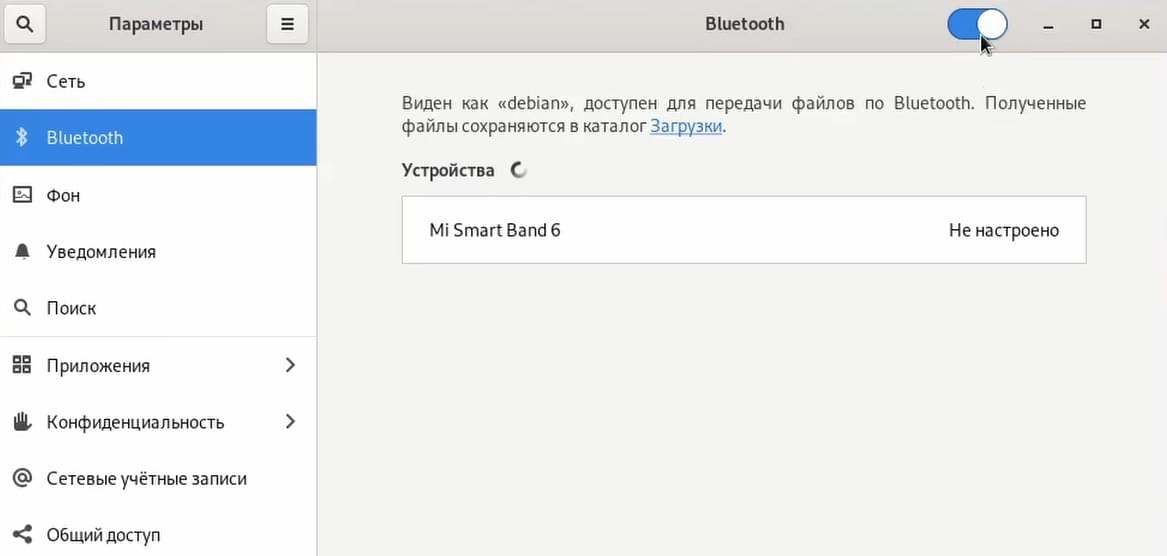 Параметры
Bluetooth
Сеть
Bluetooth
Фон
Уведомления
Поиск
Приложения
Конфиденциальность
Сетевые учётные записи
Общий доступ
Виден как «debian», доступен для передачи файлов по Bluetooth. Полученные
файлы сохраняются в каталог Загрузки.
Устройства
Mi Smart Band 6 Не настроено